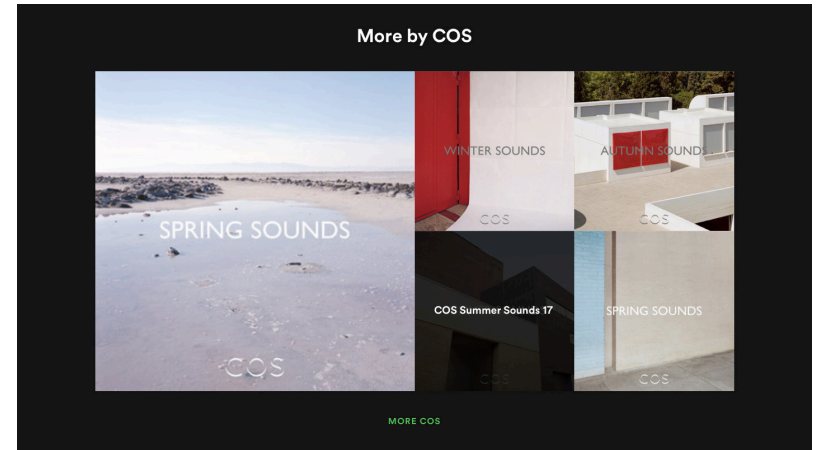 More by COS
SPRING SOUNDS
COS
WINTER SOUNDS
COS
AUTUMN SOUNDS
COS
COS Summer Sounds 17
COS
SPRING SOUNDS
COS
MORE COS